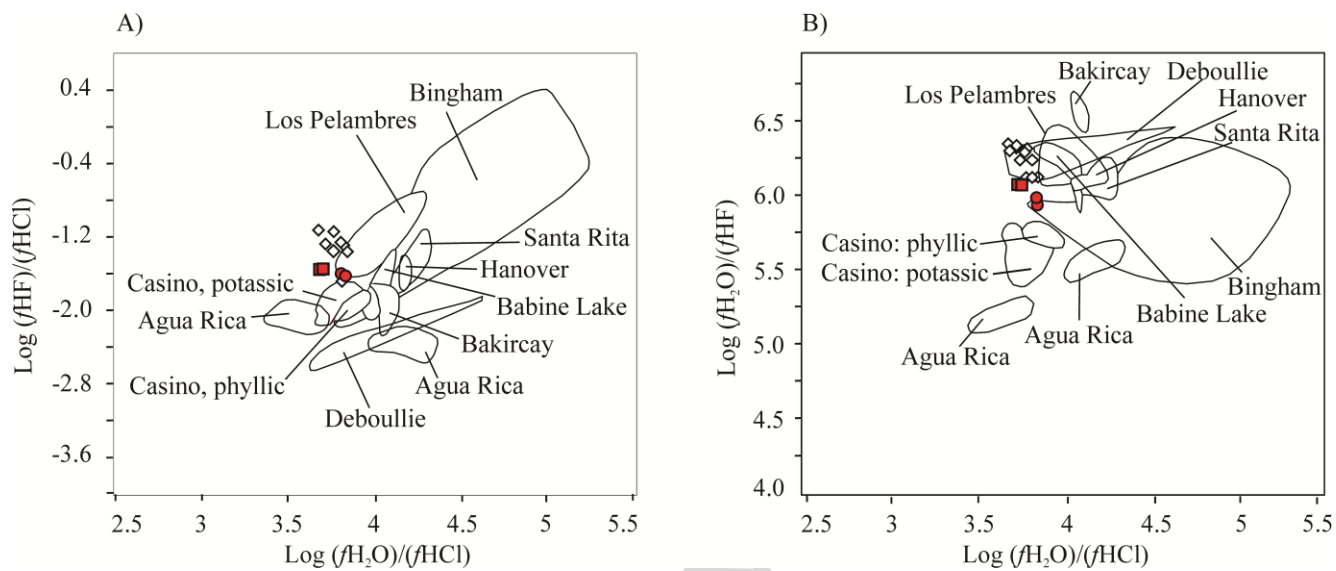 A)
0.4
-0.4
-1.2
-2.0
-2.8
-3.6
Log (fHF)/(fHCl)
Bingham
Los Pelambres
Santa Rita
Hanover
Casino, potassic
Babine Lake
Agua Rica
Bakircay
Casino, phyllic
Agua Rica
Deboullie
2.5 3 3.5 4 4.5 5 5.5
Log (fH₂O)/(fHCl)
B)
6.5
6.0
5.5
5.0
4.5
4.0
Log (fH₂O)/(fHF)
Bakircay
Deboullie
Los Pelambres
Hanover
Santa Rita
Casino: phyllic
Casino: potassic
Bingham
Babine Lake
Agua Rica
Agua Rica
2.5 3 3.5 4 4.5 5 5.5
Log (fH₂O)/(fHCl)